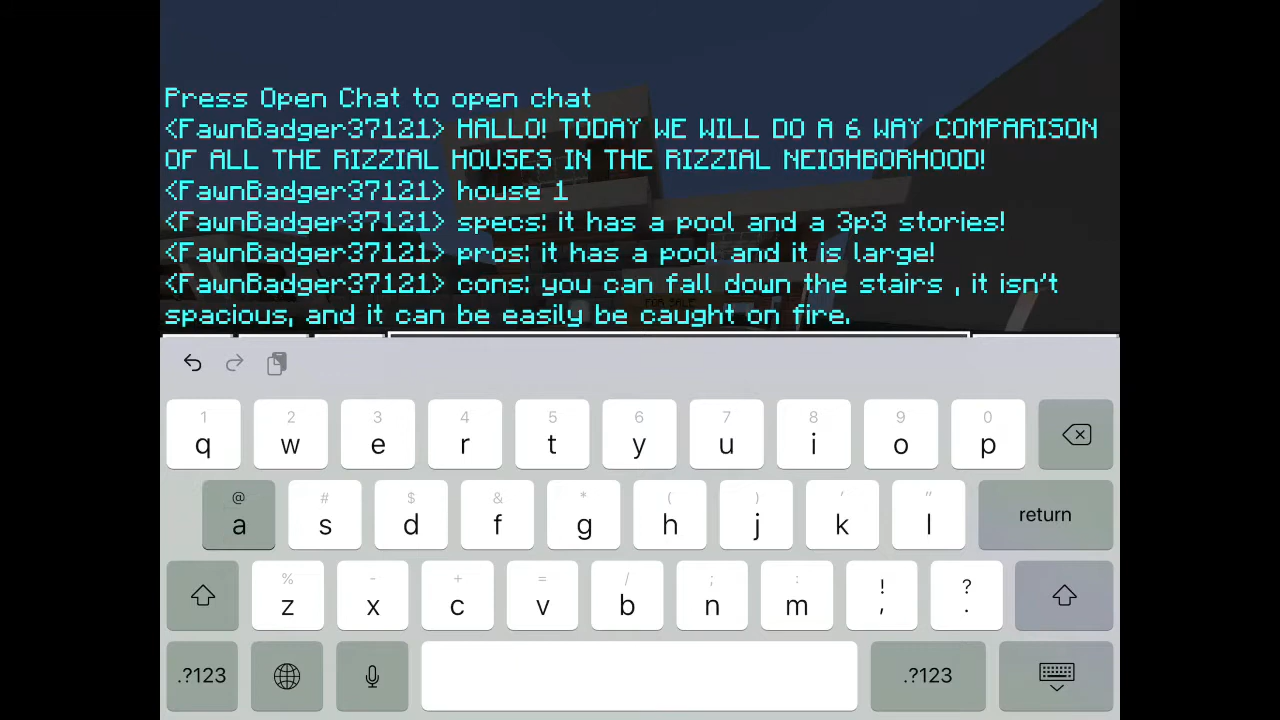 Press Open Chat to open chat
<FawnBadger37121> HALLO! TODAY WE WILL DO A 6 WAY COMPARISON
OF ALL THE RIZZIAL HOUSES IN THE RIZZIAL NEIGHBORHOOD!
<FawnBadger37121> house 1
<FawnBadger37121> specs: it has a pool and a 3p3 stories!
<FawnBadger37121> pros: it has a pool and it is large!
<FawnBadger37121> cons: you can fall down the stairs , it isn't
spacious, and it can be easily be caught on fire.
FOR SALE
1 2 3 4 5 6 7 8 9 0
q w e r t y u i o p
@ # $ & * ( ) ' "
a s d f g h j k l return
% - + = / ; : ! ?
z x c v b n m , .
.?123 .?123